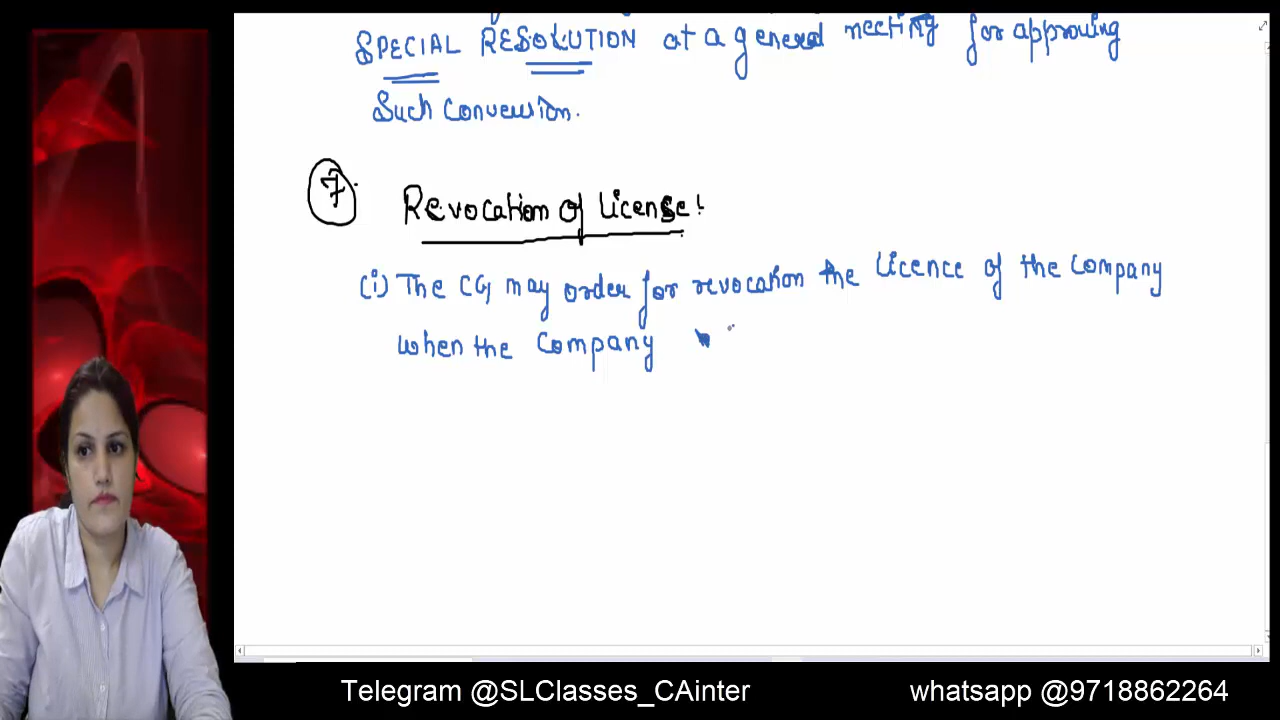 SPECIAL RESOLUTION at a general meeting for approving
Such conversion.
7 Revocation of License:
(i) The CG may order for revocation the licence of the company
when the company
Telegram @SLClasses_CAinter
whatsapp @9718862264